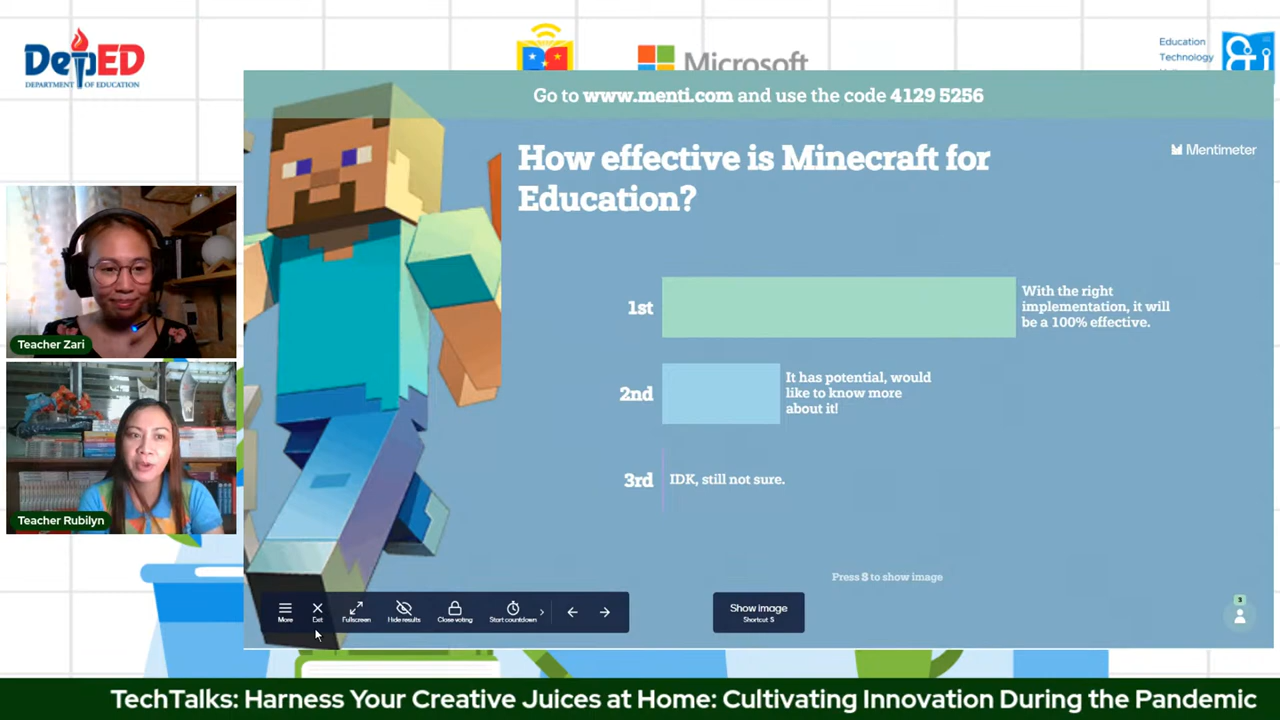 DepED
DEPARTMENT OF EDUCATION
Microsoft
Education
Technology
Go to www.menti.com and use the code 4129 5256
Mentimeter
How effective is Minecraft for
Education?
1st
With the right
implementation, it will
be a 100% effective.
2nd
It has potential, would
like to know more
about it!
3rd
IDK, still not sure.
Press S to show image
Teacher Zari
Teacher Rubilyn
More
Exit
Fullscreen
Hide results
Close voting
Start countdown
Show image
Shortcut S
3
TechTalks: Harness Your Creative Juices at Home: Cultivating Innovation During the Pandemic